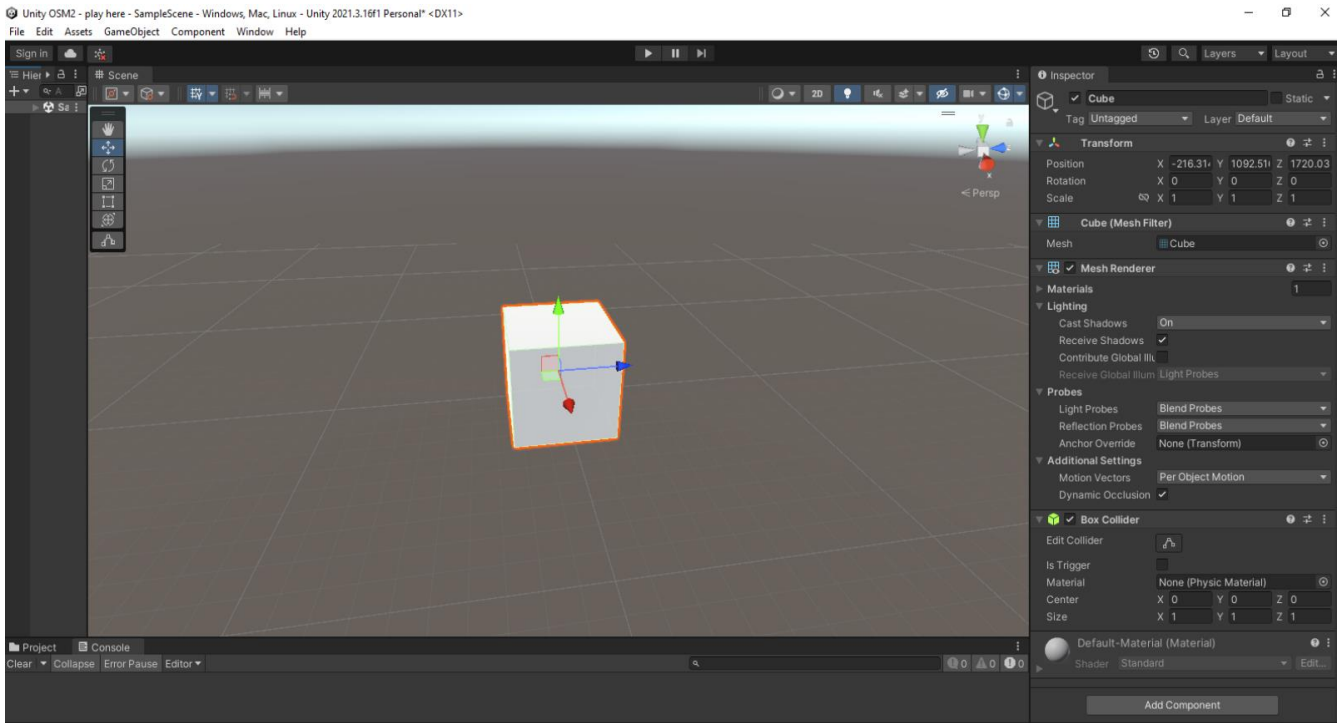 Unity OSM2 - play here - SampleScene - Windows, Mac, Linux - Unity 2021.3.16f1 Personal* <DX11>
File Edit Assets GameObject Component Window Help
Sign in
Layers Layout
Hier
Scene
2D
Sa
y
x
Persp
Project Console
Clear Collapse Error Pause Editor
0 0 0
Inspector
Cube Static
Tag Untagged Layer Default
Transform
Position X -216.31 Y 1092.51 Z 1720.03
Rotation X 0 Y 0 Z 0
Scale X 1 Y 1 Z 1
Cube (Mesh Filter)
Mesh Cube
Mesh Renderer
Materials 1
Lighting
Cast Shadows On
Receive Shadows
Contribute Global Illu
Receive Global Illum Light Probes
Probes
Light Probes Blend Probes
Reflection Probes Blend Probes
Anchor Override None (Transform)
Additional Settings
Motion Vectors Per Object Motion
Dynamic Occlusion
Box Collider
Edit Collider
Is Trigger
Material None (Physic Material)
Center X 0 Y 0 Z 0
Size X 1 Y 1 Z 1
Default-Material (Material)
Shader Standard Edit...
Add Component